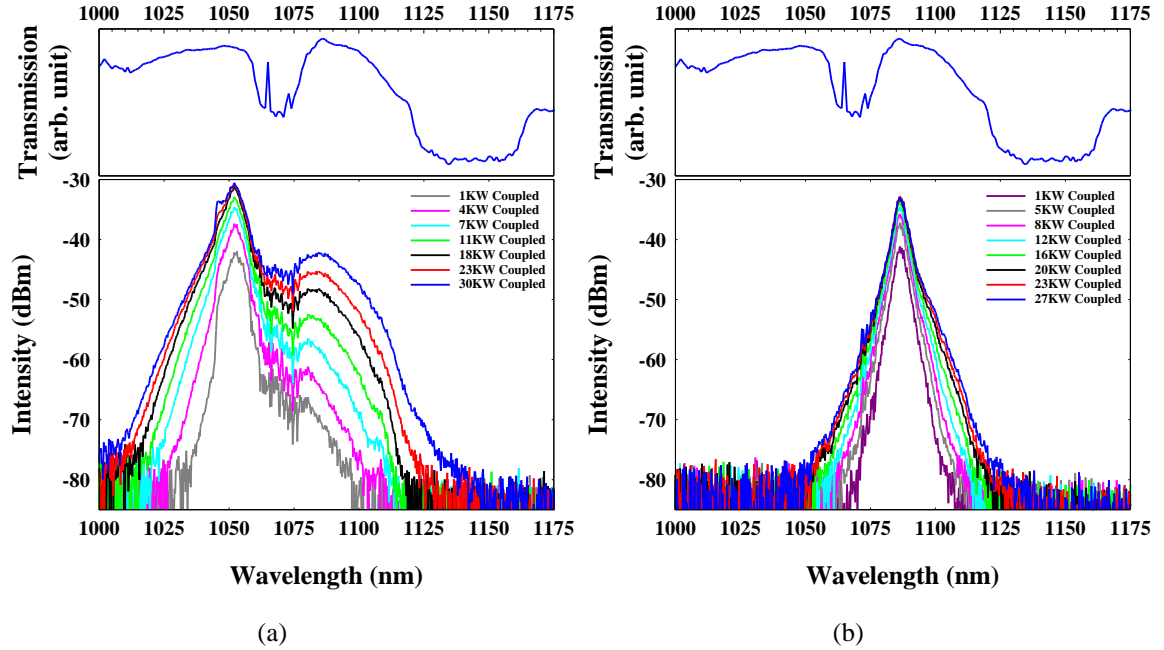 1000 1025 1050 1075 1100 1125 1150 1175
Transmission
(arb. unit)
-30
-40
-50
-60
-70
-80
Intensity (dBm)
1KW Coupled
4KW Coupled
7KW Coupled
11KW Coupled
18KW Coupled
23KW Coupled
30KW Coupled
1000 1025 1050 1075 1100 1125 1150 1175
Wavelength (nm)
(a)
1000 1025 1050 1075 1100 1125 1150 1175
Transmission
(arb. unit)
-30
-40
-50
-60
-70
-80
Intensity (dBm)
1KW Coupled
5KW Coupled
8KW Coupled
12KW Coupled
16KW Coupled
20KW Coupled
23KW Coupled
27KW Coupled
1000 1025 1050 1075 1100 1125 1150 1175
Wavelength (nm)
(b)